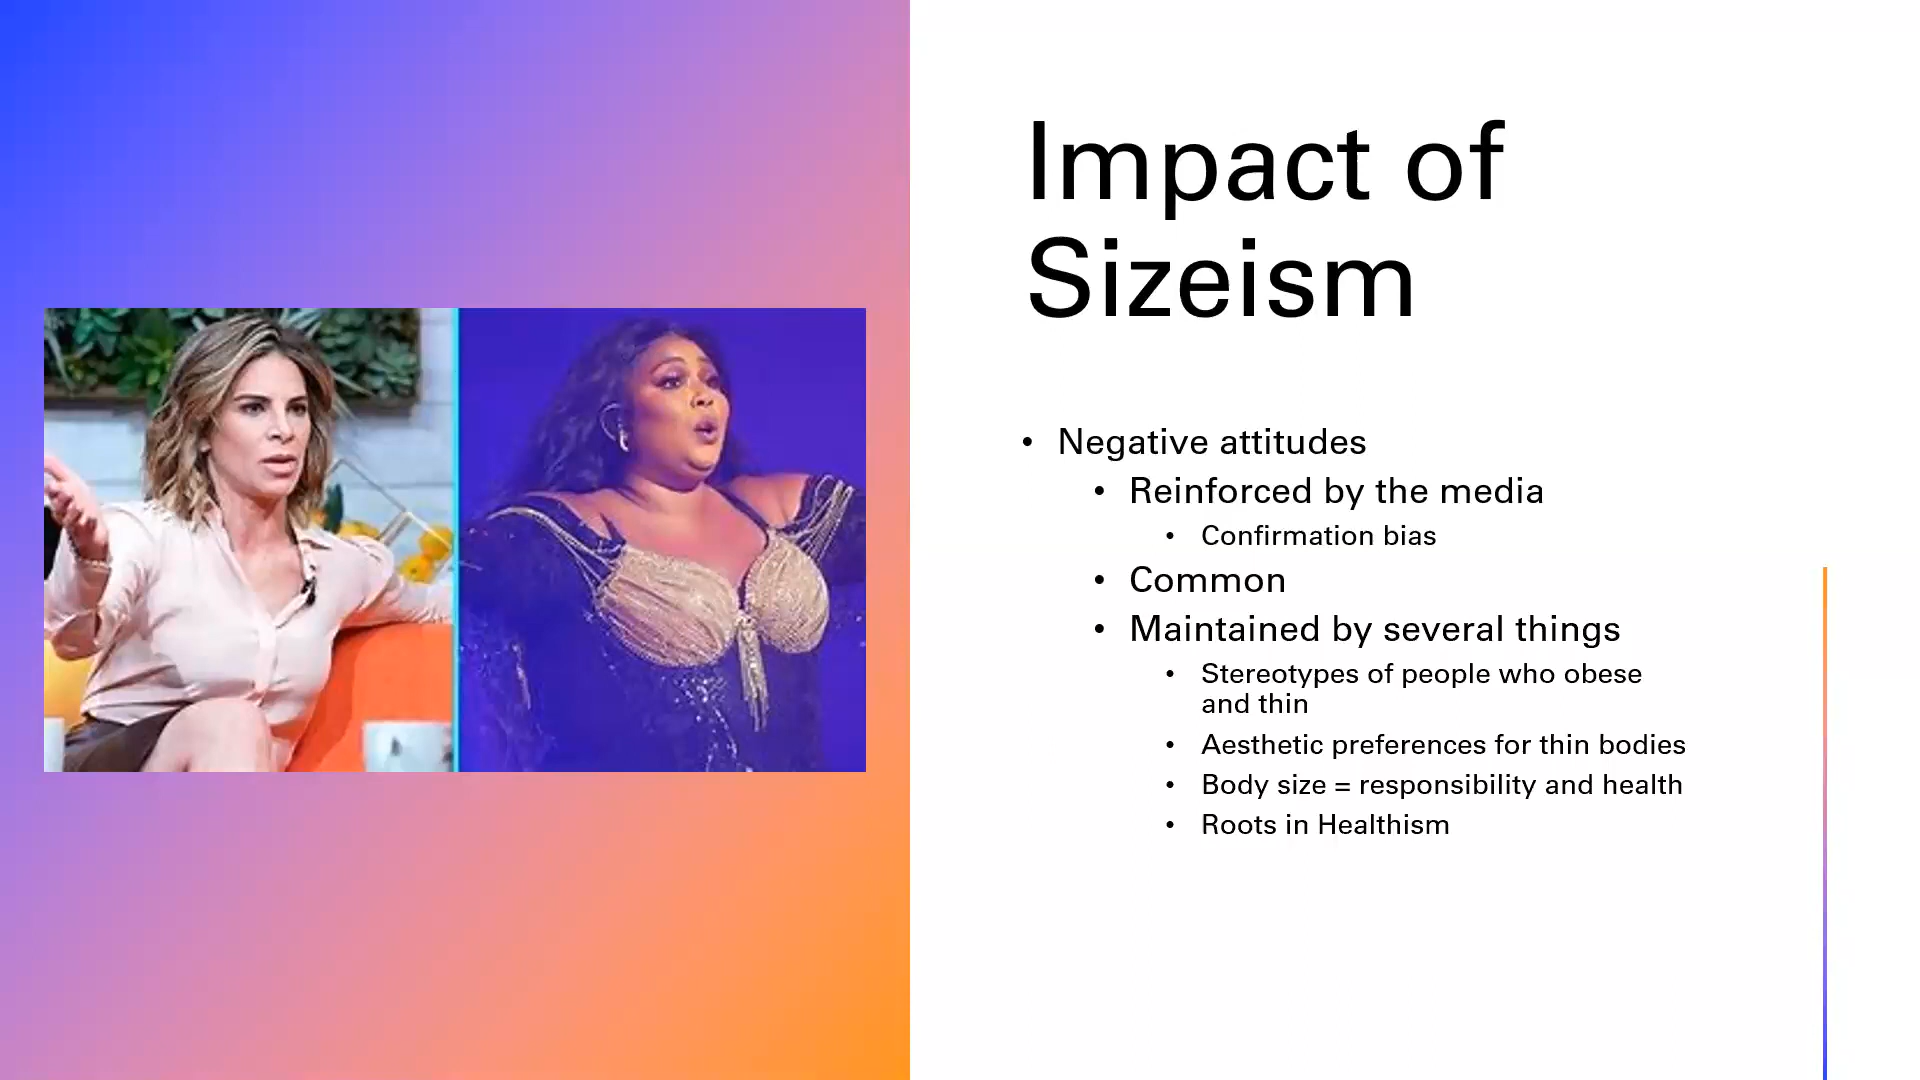 Impact of
Sizeism
• Negative attitudes
• Reinforced by the media
• Confirmation bias
• Common
• Maintained by several things
• Stereotypes of people who obese
and thin
• Aesthetic preferences for thin bodies
• Body size = responsibility and health
• Roots in Healthism